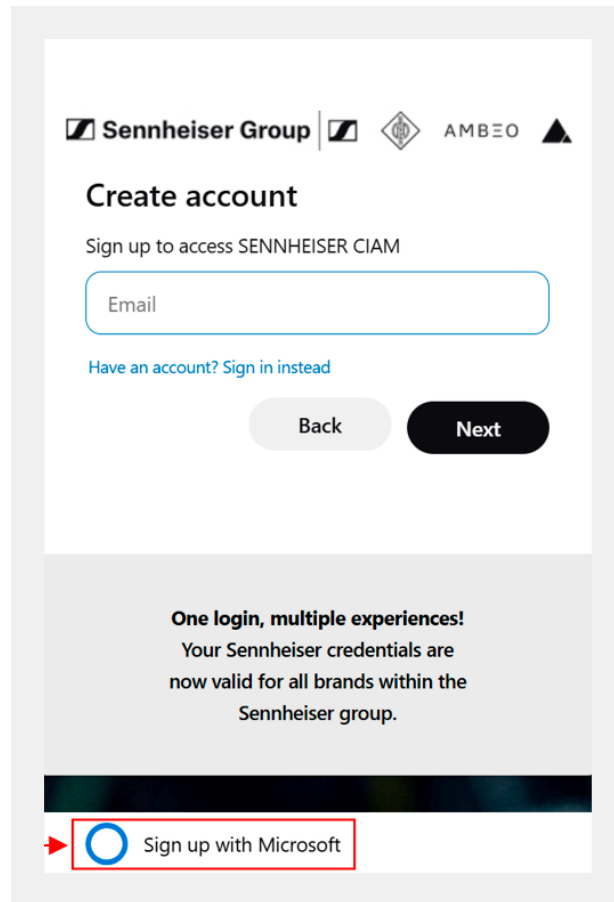 Sennheiser Group
AMBΞO
Create account
Sign up to access SENNHEISER CIAM
Email
Have an account? Sign in instead
Back
Next
One login, multiple experiences!
Your Sennheiser credentials are
now valid for all brands within the
Sennheiser group.
Sign up with Microsoft